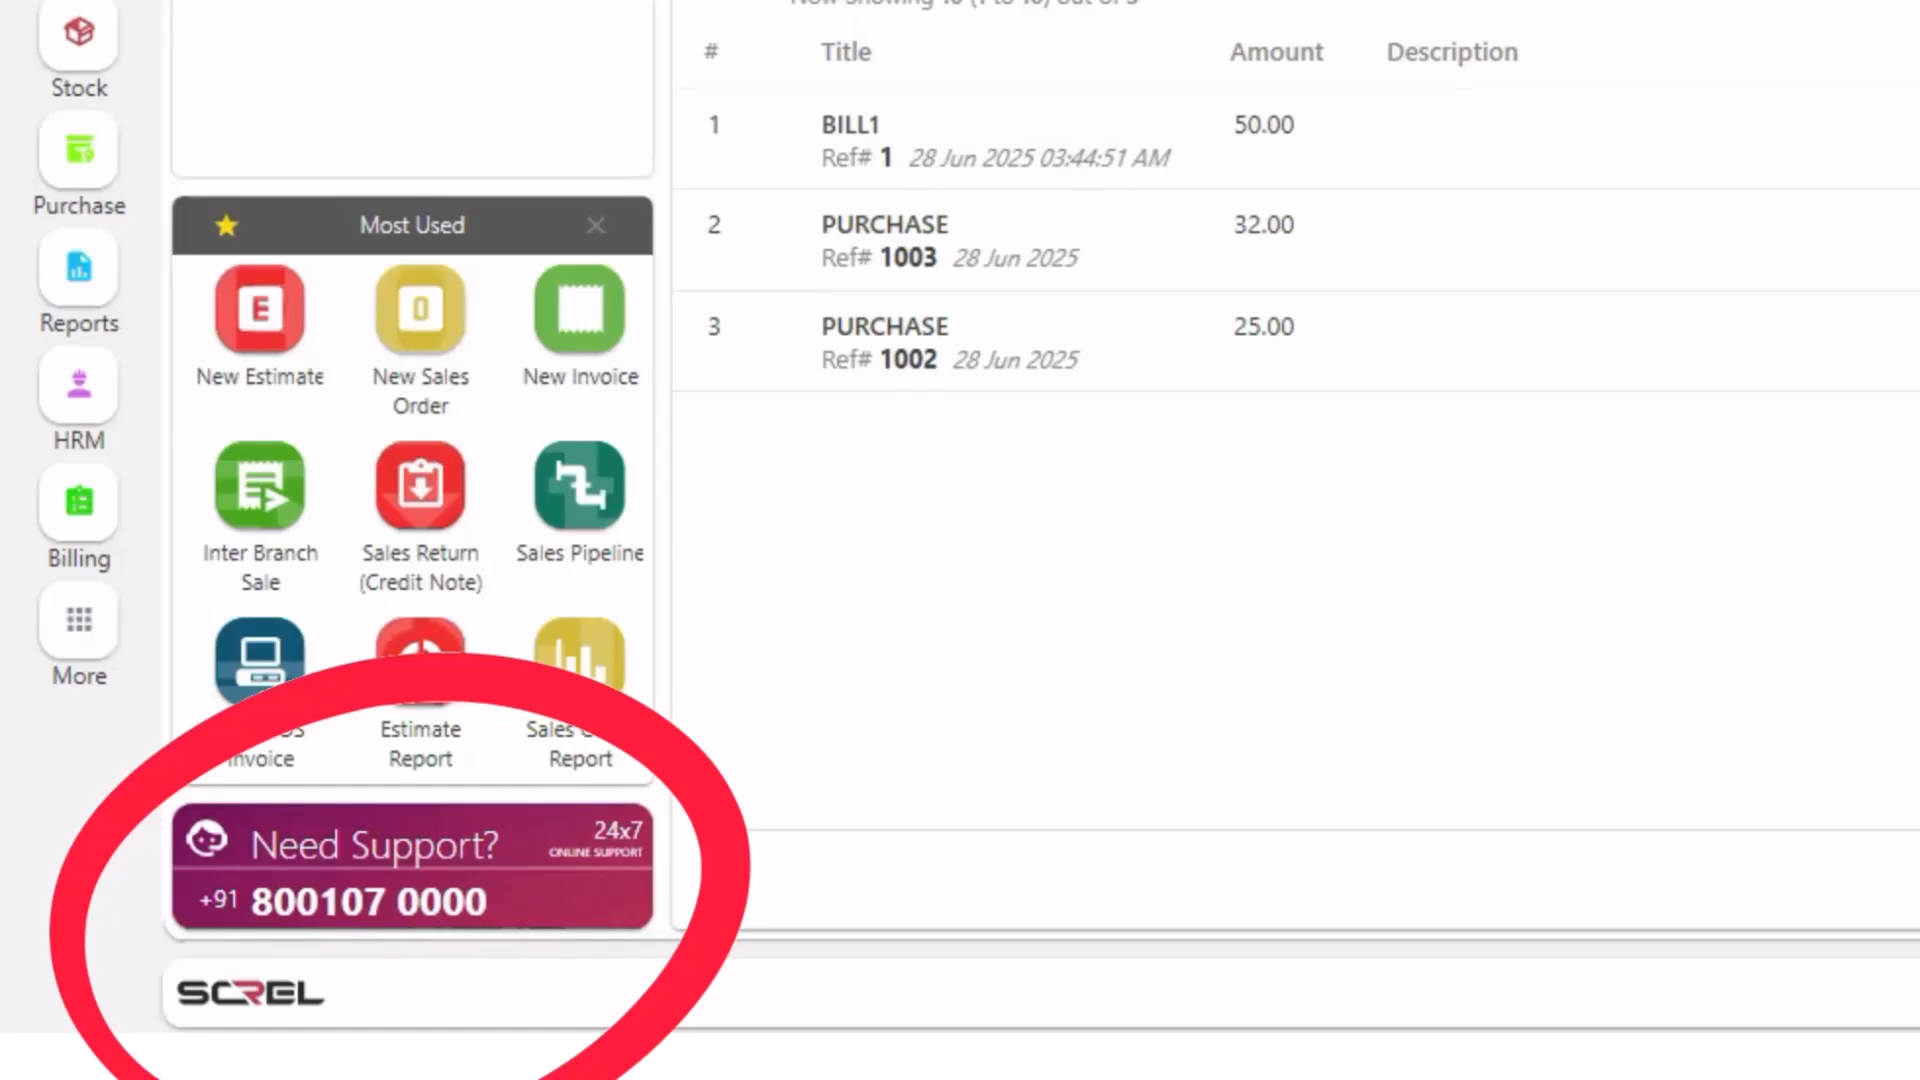 Stock
Purchase
Reports
HRM
Billing
More
Most Used
E
New Estimate
O
New Sales
Order
New Invoice
Inter Branch
Sale
Sales Return
(Credit Note)
Sales Pipeline
Invoice
Estimate
Report
Sales
Report
Need Support?
24x7
ONLINE SUPPORT
+91 800107 0000
SCREL
# Title Amount Description
1 BILL1 50.00
Ref# 1 28 Jun 2025 03:44:51 AM
2 PURCHASE 32.00
Ref# 1003 28 Jun 2025
3 PURCHASE 25.00
Ref# 1002 28 Jun 2025